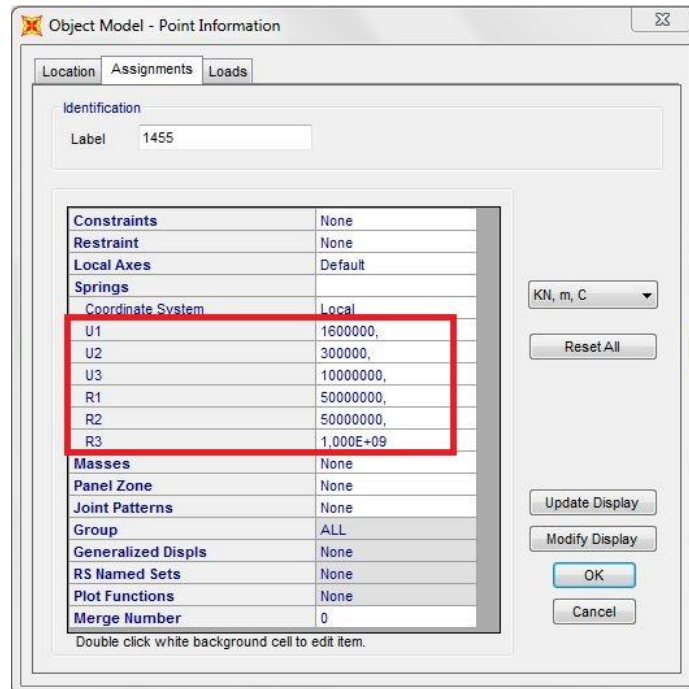 Object Model - Point Information
Location Assignments Loads
Identification
Label 1455
Constraints None
Restraint None
Local Axes Default
Springs
Coordinate System Local
U1 1600000,
U2 300000,
U3 10000000,
R1 50000000,
R2 50000000,
R3 1,000E+09
Masses None
Panel Zone None
Joint Patterns None
Group ALL
Generalized Displs None
RS Named Sets None
Plot Functions None
Merge Number 0
Double click white background cell to edit item.
KN, m, C
Reset All
Update Display
Modify Display
OK
Cancel